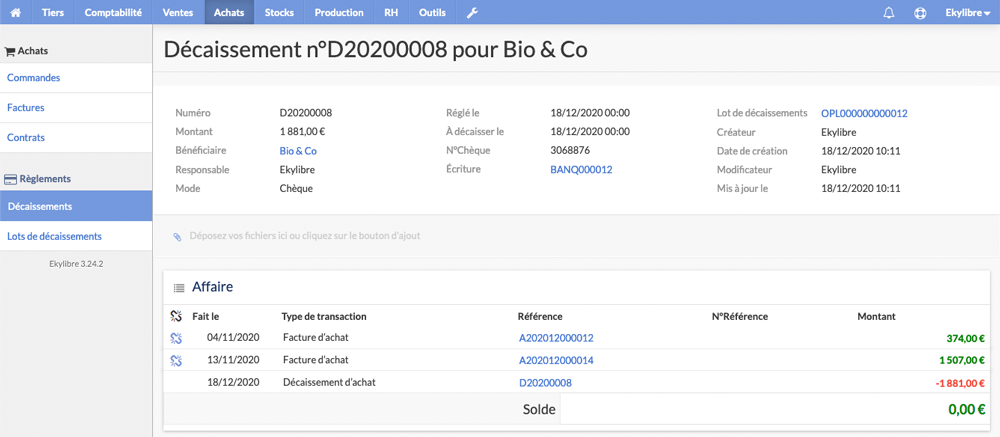 Tiers Comptabilité Ventes Achats Stocks Production RH Outils Ekylibre
Achats
Commandes
Factures
Contrats
Règlements
Décaissements
Lots de décaissements
Ekylibre 3.24.2
Décaissement n°D20200008 pour Bio & Co
Numéro D20200008
Montant 1 881,00 €
Bénéficiaire Bio & Co
Responsable Ekylibre
Mode Chèque
Réglé le 18/12/2020 00:00
À décaisser le 18/12/2020 00:00
N°Chèque 3068876
Écriture BANQ000012
Lot de décaissements OPL000000000012
Créateur Ekylibre
Date de création 18/12/2020 10:11
Modificateur Ekylibre
Mis à jour le 18/12/2020 10:11
Déposez vos fichiers ici ou cliquez sur le bouton d'ajout
Affaire
Fait le Type de transaction Référence N°Référence Montant
04/11/2020 Facture d'achat A202012000012 374,00 €
13/11/2020 Facture d'achat A202012000014 1 507,00 €
18/12/2020 Décaissement d'achat D20200008 -1 881,00 €
Solde 0,00 €